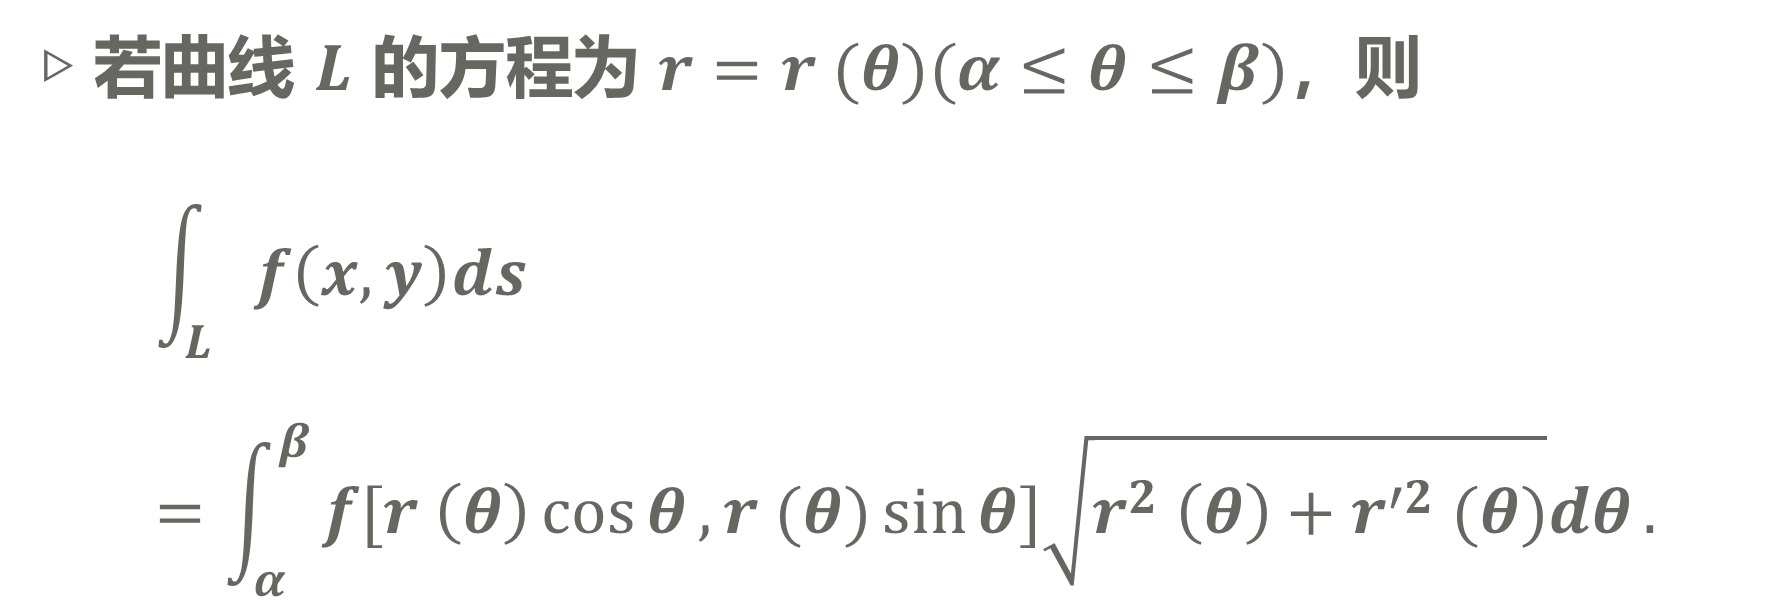 ▷ 若曲线 L 的方程为 r = r (θ)(α ≤ θ ≤ β)，则
∫_L f(x, y)ds
= ∫_α^β f[r (θ) cos θ , r (θ) sin θ] √(r² (θ) + r′² (θ)) dθ .